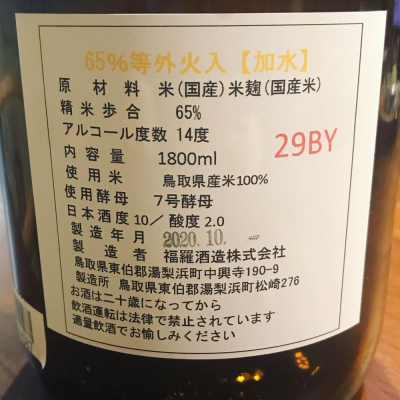 65%等外火入【加水】
原材料 米(国産)米麹(国産米)
精米歩合 65%
アルコール度数 14度
29BY
内容量 1800ml
使用米 鳥取県産米100%
使用酵母 7号酵母
日本酒度10/酸度2.0
製造年月 2020.10.
製造者 福羅酒造株式会社
鳥取県東伯郡湯梨浜町中興寺190-9
製造所 鳥取県東伯郡湯梨浜町松崎276
お酒は二十歳になってから
飲酒運転は法律で禁止されています
適量飲酒でお愉しみください